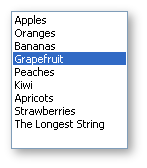 Apples
Oranges
Bananas
Grapefruit
Peaches
Kiwi
Apricots
Strawberries
The Longest String